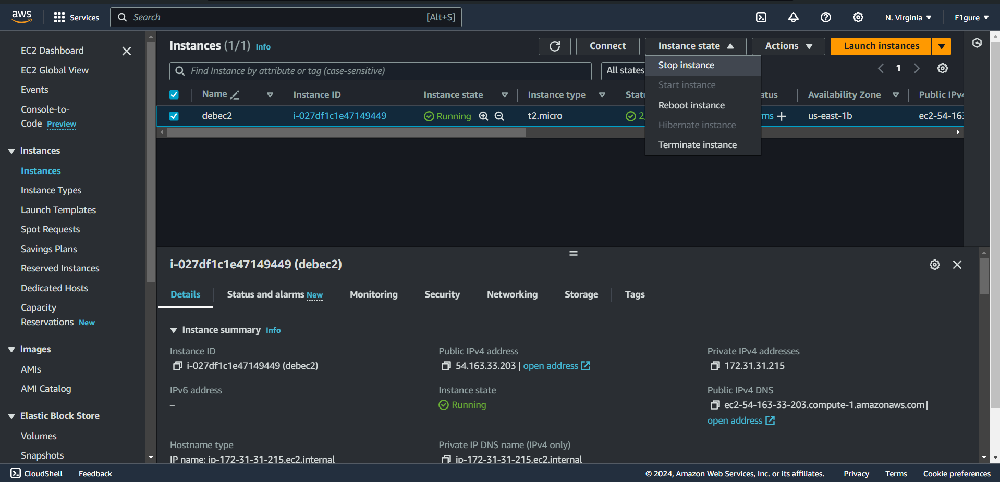 aws
Services
Search
[Alt+S]
N. Virginia
F1gure
EC2 Dashboard
EC2 Global View
Events
Console-to-
Code Preview
Instances
Instances
Instance Types
Launch Templates
Spot Requests
Savings Plans
Reserved Instances
Dedicated Hosts
Capacity
Reservations New
Images
AMIs
AMI Catalog
Elastic Block Store
Volumes
Snapshots
Instances (1/1) Info
Connect
Instance state
Actions
Launch instances
Find Instance by attribute or tag (case-sensitive)
All states
1
Stop instance
Start instance
Reboot instance
Hibernate instance
Terminate instance
Name
Instance ID
Instance state
Instance type
Availability Zone
Public IPv4
debec2
i-027df1c1e47149449
Running
t2.micro
us-east-1b
ec2-54-163
i-027df1c1e47149449 (debec2)
Details
Status and alarms New
Monitoring
Security
Networking
Storage
Tags
Instance summary Info
Instance ID
i-027df1c1e47149449 (debec2)
Public IPv4 address
54.163.33.203 | open address
Private IPv4 addresses
172.31.31.215
IPv6 address
–
Instance state
Running
Public IPv4 DNS
ec2-54-163-33-203.compute-1.amazonaws.com |
open address
Hostname type
IP name: ip-172-31-31-215.ec2.internal
Private IP DNS name (IPv4 only)
ip-172-31-31-215.ec2.internal
CloudShell
Feedback
© 2024, Amazon Web Services, Inc. or its affiliates.
Privacy
Terms
Cookie preferences